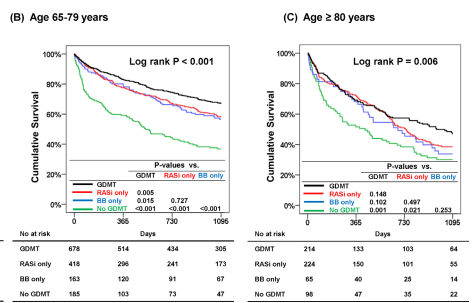 (B) Age 65-79 years
Log rank P < 0.001
100%
80%
60%
40%
20%
0%
Cumulative Survival
P-values vs.
GDMT RASi only BB only
GDMT
RASi only 0.005
BB only 0.015 0.727
No GDMT <0.001 <0.001 <0.001
0 365 730 1095
No at risk Days
GDMT 678 514 434 305
RASi only 418 296 241 173
BB only 163 120 91 67
No GDMT 185 103 73 47
(C) Age ≥ 80 years
Log rank P = 0.006
100%
80%
60%
40%
20%
0%
Cumulative Survival
P-values vs.
GDMT RASi only BB only
GDMT
RASi only 0.148
BB only 0.102 0.497
No GDMT 0.001 0.021 0.253
0 365 730 1095
No at risk Days
GDMT 214 133 103 64
RASi only 224 150 101 55
BB only 65 40 25 14
No GDMT 98 47 35 22